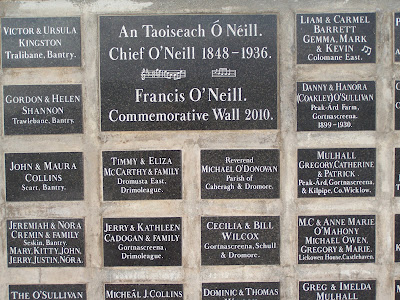 VICTOR & URSULA
KINGSTON
Tralibane, Bantry.
An Taoiseach Ó Néill.
Chief O'Neill 1848-1936.
Francis O'Neill.
Commemorative Wall 2010.
LIAM & CARMEL
BARRETT
GEMMA, MARK
& KEVIN
Colomane East.
GORDON & HELEN
SHANNON
Trawlebane, Bantry.
DANNY & HANORA
(COAKLEY) O'SULLIVAN
Peak-Ard Farm,
Gortnascreena.
1899-1930.
JOHN & MAURA
COLLINS
Scart, Bantry.
TIMMY & ELIZA
MCCARTHY & FAMILY
Dromusta East,
Drimoleague.
Reverend
MICHAEL O'DONOVAN
Parish of
Caheragh & Dromore.
MULHALL
GREGORY, CATHERINE
& PATRICK
Peak-Ard, Gortnascreena,
& Kilpipe, Co. Wicklow.
JEREMIAH & NORA
CREMIN & FAMILY
Seskin, Bantry.
MARY, KITTY, JOHN,
JERRY, JUSTIN, NORA.
JERRY & KATHLEEN
CADOGAN & FAMILY
Gortnascreena,
Drimoleague.
CECILIA & BILL
WILCOX
Gortnascreena, Schull
& Dromore.
M.C & ANNE MARIE
O'MAHONY
MICHAEL OWEN,
GREGORY & MARIE.
Lickowen House, Castlehaven.
THE O'SULLIVAN
MICHEÁL J. COLLINS
DOMINIC & THOMAS
GREG & IMELDA
MULHALL